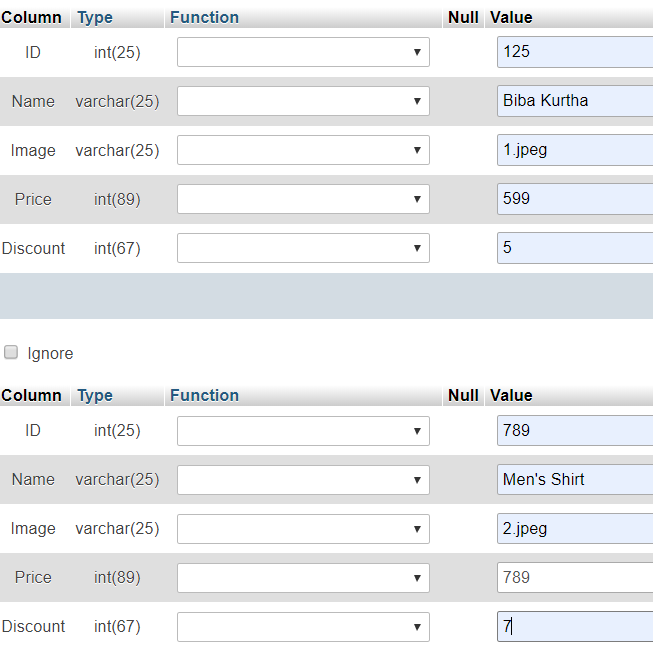 Column Type Function Null Value
ID int(25) 125
Name varchar(25) Biba Kurtha
Image varchar(25) 1.jpeg
Price int(89) 599
Discount int(67) 5
Ignore
Column Type Function Null Value
ID int(25) 789
Name varchar(25) Men's Shirt
Image varchar(25) 2.jpeg
Price int(89) 789
Discount int(67) 7